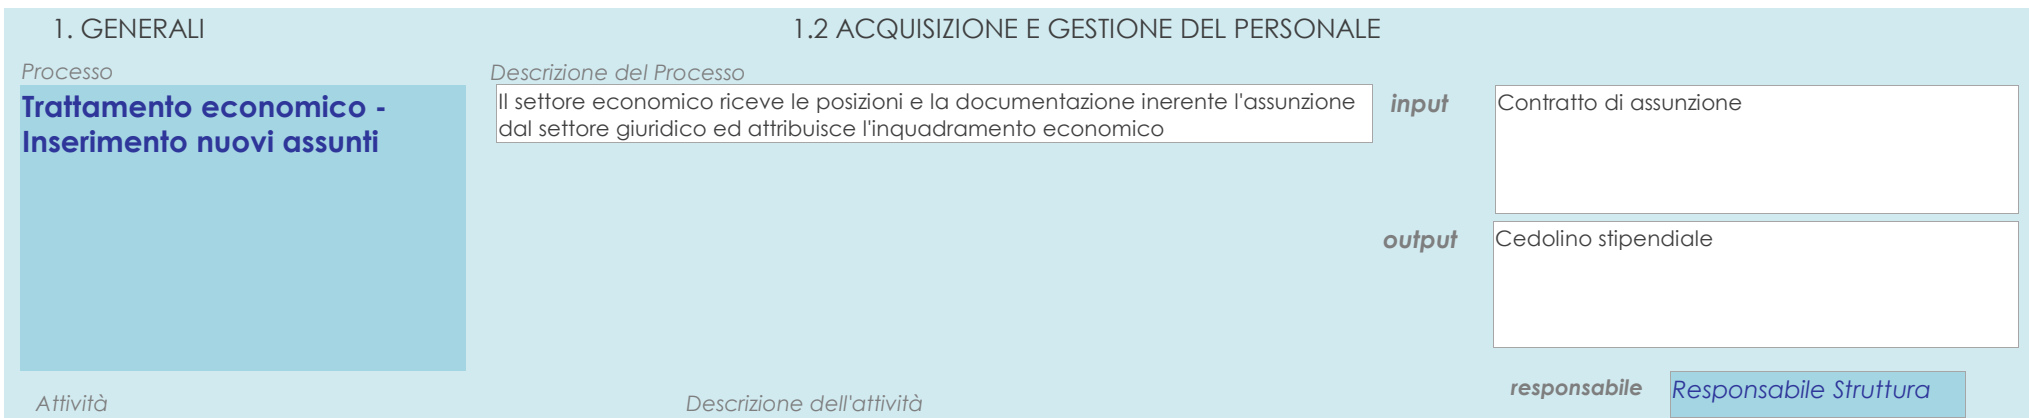 1. GENERALI
1.2 ACQUISIZIONE E GESTIONE DEL PERSONALE
Processo
Trattamento economico -
Inserimento nuovi assunti
Descrizione del Processo
Il settore economico riceve le posizioni e la documentazione inerente l'assunzione
dal settore giuridico ed attribuisce l'inquadramento economico
input
Contratto di assunzione
output
Cedolino stipendiale
responsabile
Responsabile Struttura
Attività
Descrizione dell'attività